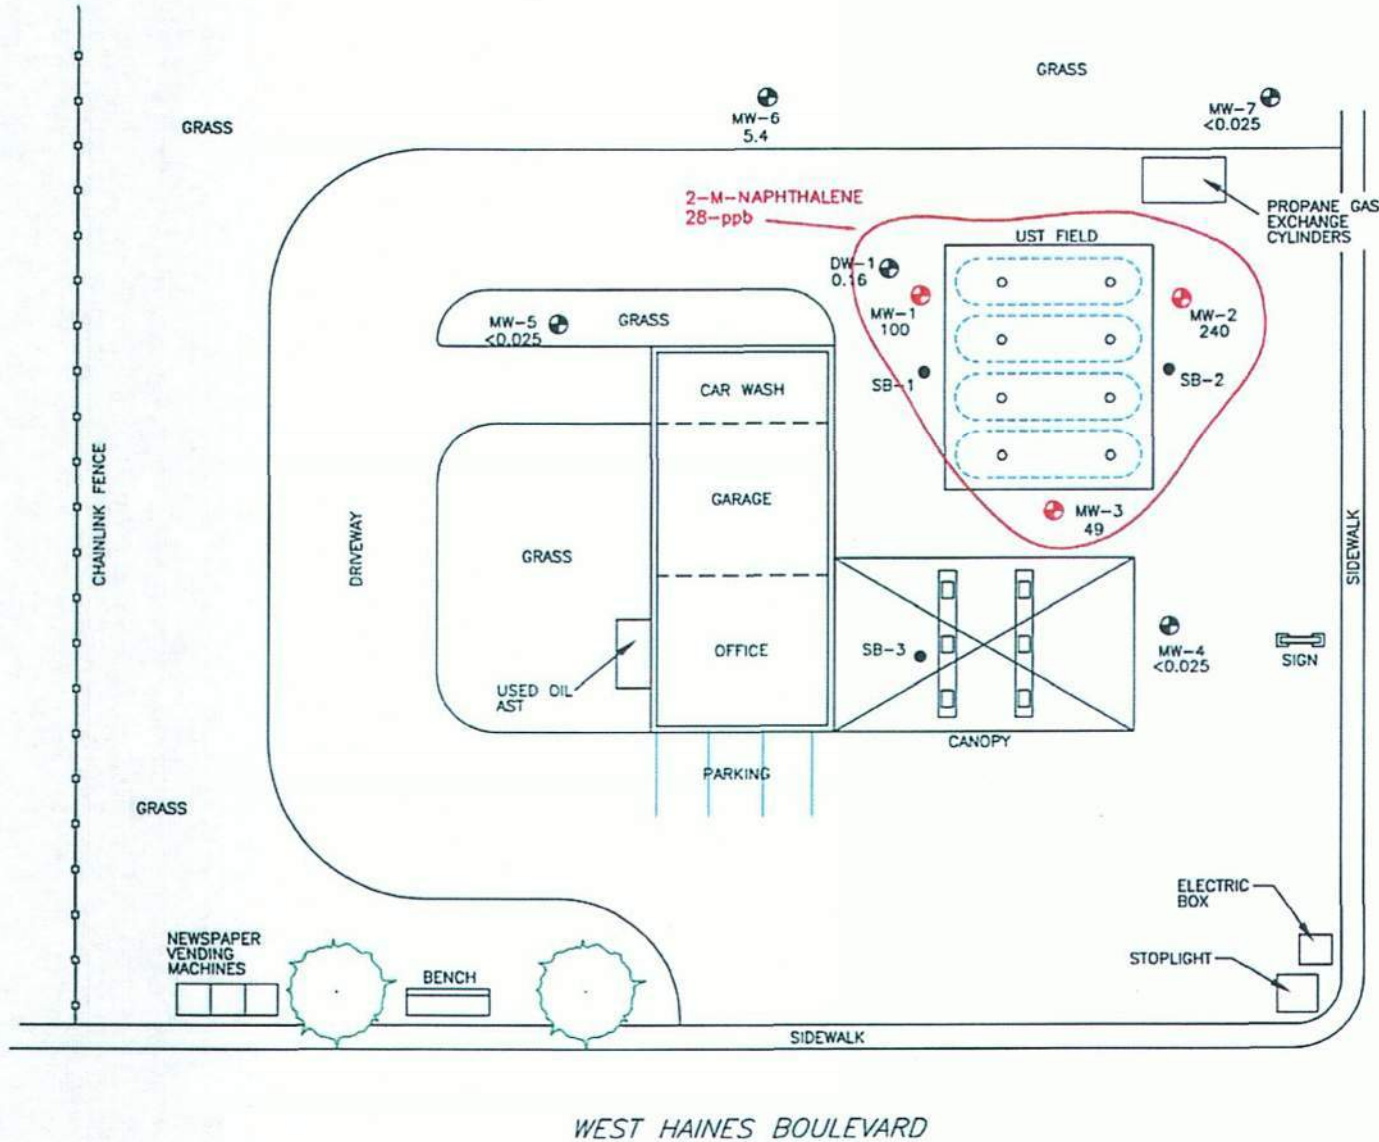 GRASS
MW-6
5.4
MW-7
<0.025
GRASS
2-M-NAPHTHALENE
28-ppb
PROPANE GAS
EXCHANGE
CYLINDERS
UST FIELD
DW-1
0.16
MW-1
100
MW-2
240
MW-5
<0.025
GRASS
SB-1
SB-2
CAR WASH
CHAINLINK FENCE
DRIVEWAY
GARAGE
MW-3
49
SIDEWALK
GRASS
OFFICE
SB-3
MW-4
<0.025
SIGN
USED OIL
AST
CANOPY
PARKING
GRASS
ELECTRIC
BOX
NEWSPAPER
VENDING
MACHINES
BENCH
STOPLIGHT
SIDEWALK
WEST HAINES BOULEVARD